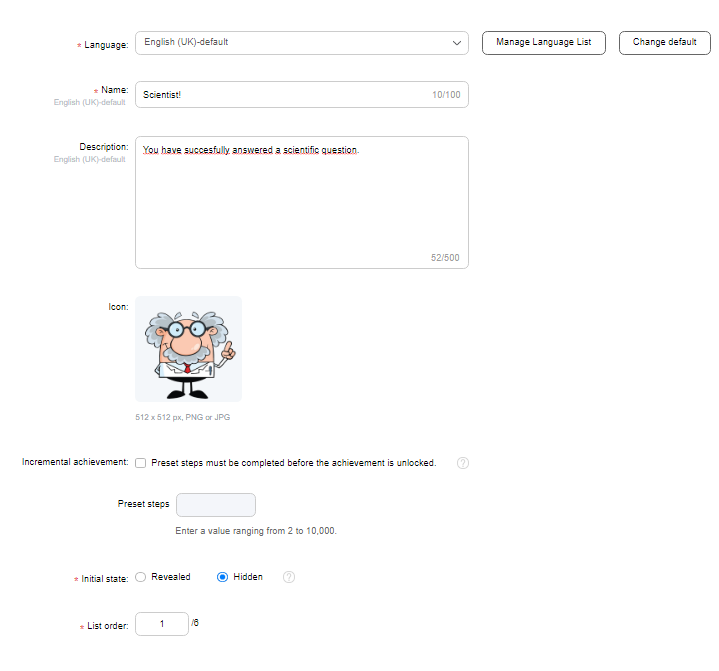 * Language: English (UK)-default Manage Language List Change default
* Name: Scientist! 10/100
English (UK)-default
Description: You have succesfully answered a scientific question.
English (UK)-default
52/500
Icon:
512 x 512 px, PNG or JPG
Incremental achievement: Preset steps must be completed before the achievement is unlocked. ?
Preset steps
Enter a value ranging from 2 to 10,000.
* Initial state: Revealed Hidden ?
* List order: 1 /6